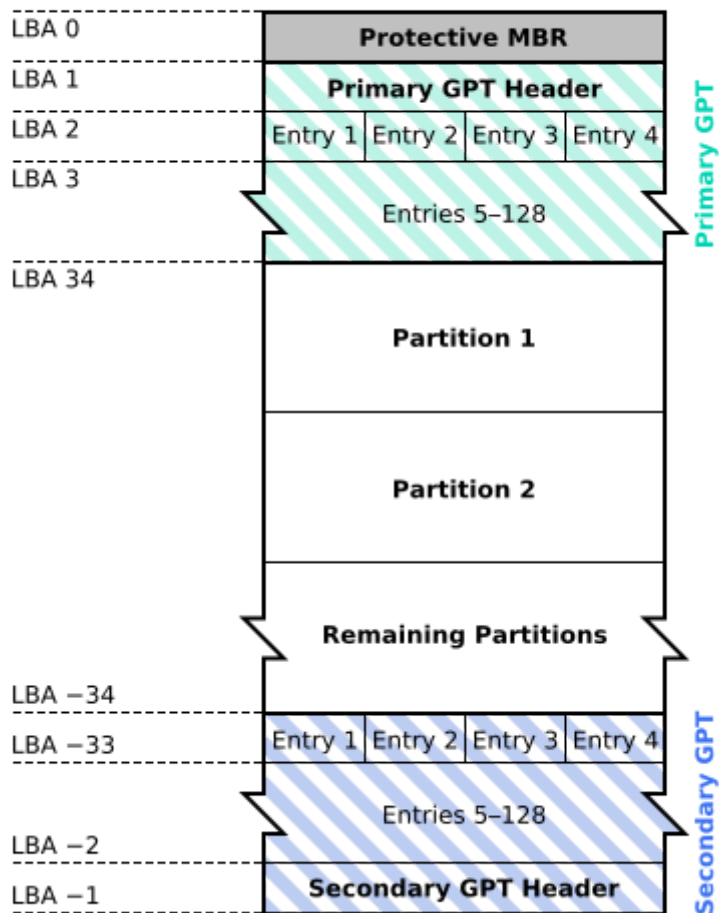 LBA 0
Protective MBR
LBA 1
Primary GPT Header
LBA 2
Entry 1 Entry 2 Entry 3 Entry 4
LBA 3
Entries 5–128
Primary GPT
LBA 34
Partition 1
Partition 2
Remaining Partitions
LBA −34
LBA −33
Entry 1 Entry 2 Entry 3 Entry 4
Entries 5–128
LBA −2
LBA −1
Secondary GPT Header
Secondary GPT